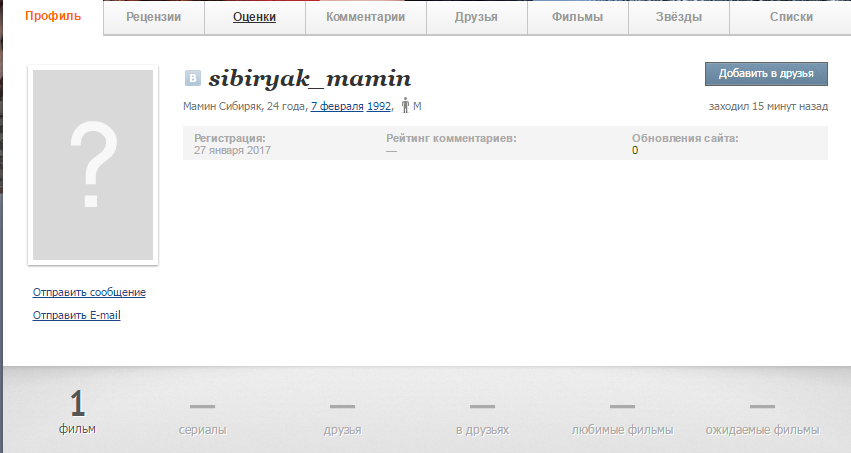 Профиль Рецензии Оценки Комментарии Друзья Фильмы Звёзды Списки
В sibiryak_mamin Добавить в друзья
Мамин Сибиряк, 24 года, 7 февраля 1992, М заходил 15 минут назад
Регистрация: Рейтинг комментариев: Обновления сайта:
27 января 2017 — 0
?
Отправить сообщение
Отправить E-mail
1 — — — — —
фильм сериалы друзья в друзьях любимые фильмы ожидаемые фильмы